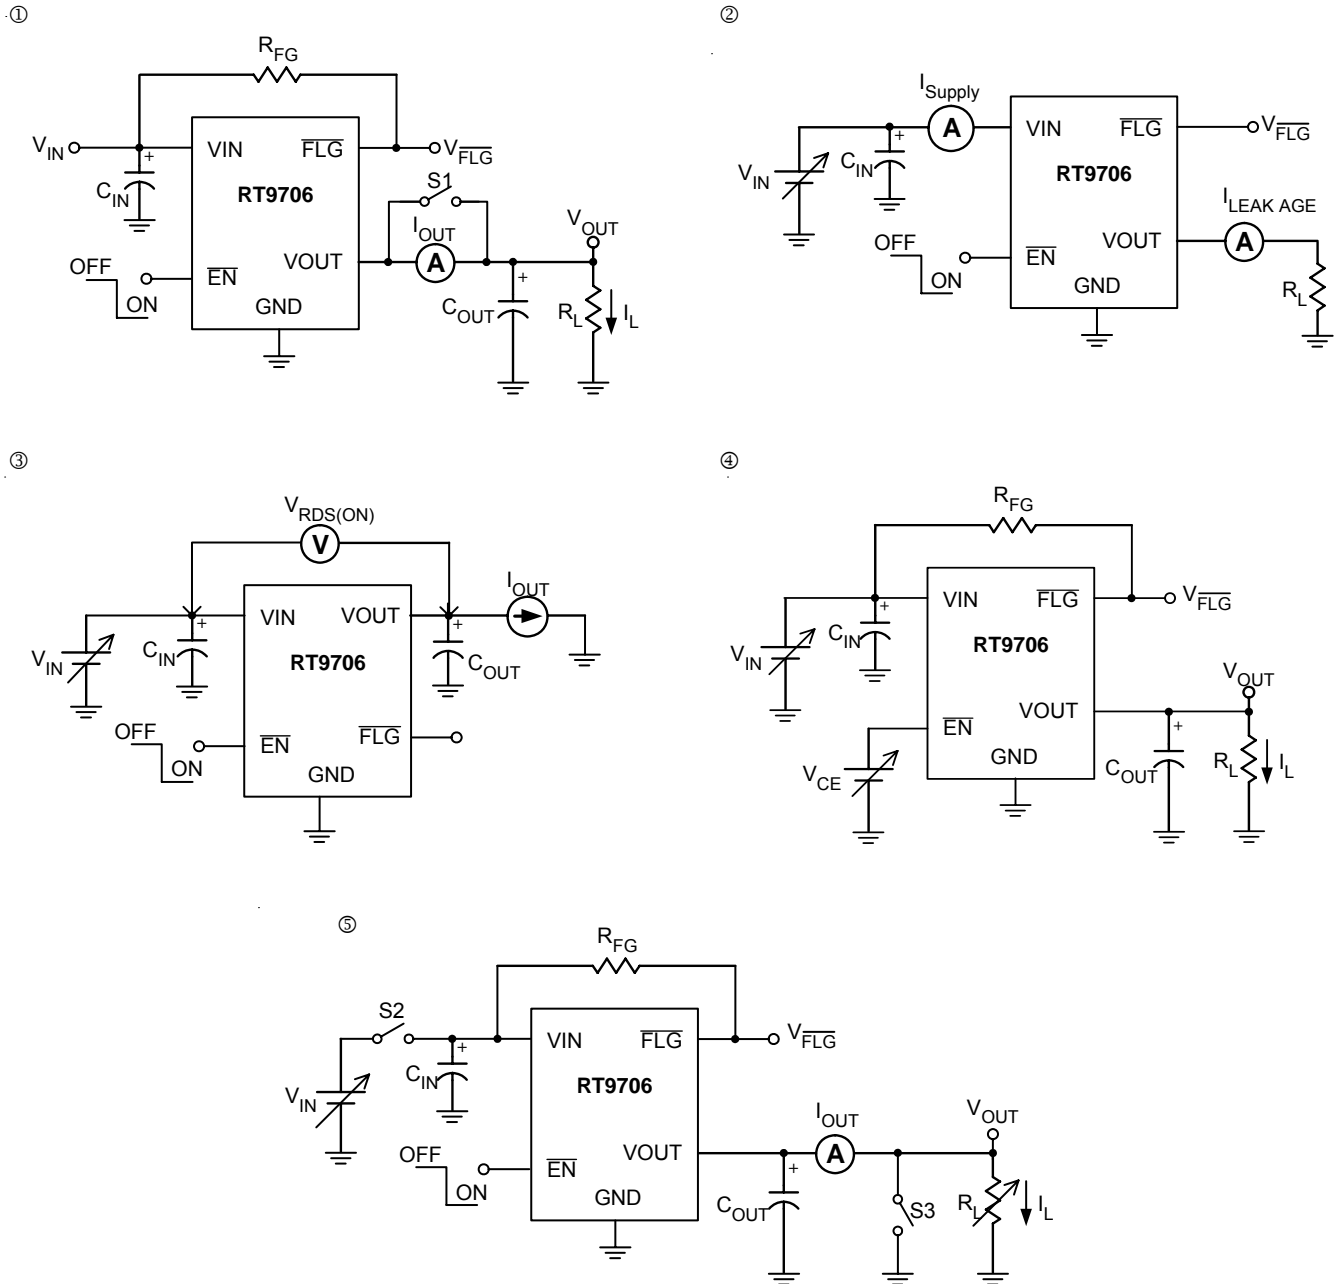 ①
R_FG
V_IN
VIN
FLG
V_FLG
C_IN
+
RT9706
S1
I_OUT
A
V_OUT
VOUT
OFF
ON
EN
GND
C_OUT
+
R_L
I_L
②
I_Supply
A
VIN
FLG
V_FLG
V_IN
C_IN
+
RT9706
I_LEAK AGE
A
VOUT
OFF
ON
EN
GND
R_L
③
V_RDS(ON)
V
I_OUT
VIN
VOUT
V_IN
C_IN
+
RT9706
C_OUT
+
OFF
ON
EN
FLG
GND
④
R_FG
VIN
FLG
V_FLG
V_IN
C_IN
+
RT9706
V_OUT
VOUT
EN
GND
V_CE
C_OUT
+
R_L
I_L
⑤
R_FG
S2
VIN
FLG
V_FLG
V_IN
C_IN
+
RT9706
I_OUT
A
V_OUT
VOUT
OFF
ON
EN
GND
C_OUT
+
S3
R_L
I_L